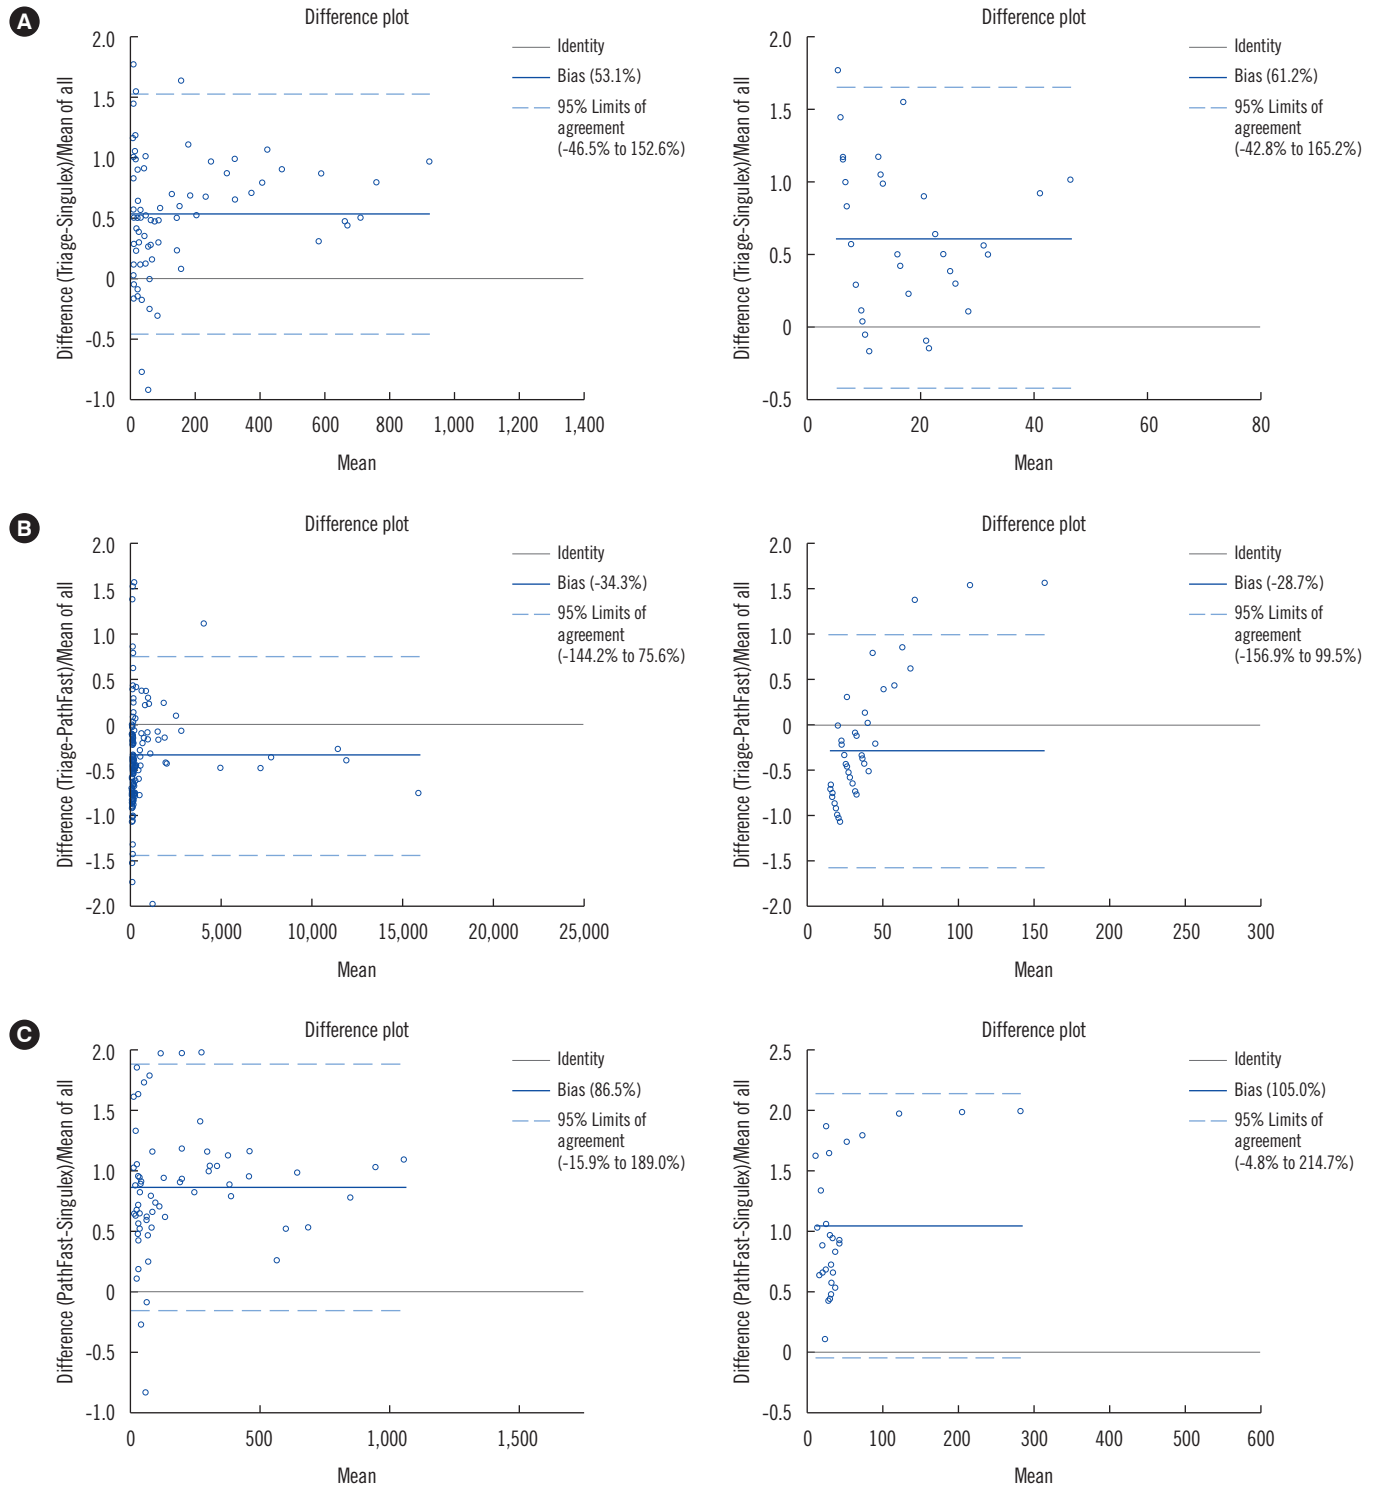 A
Difference plot
Difference (Triage-Singulex)/Mean of all
2.0
1.5
1.0
0.5
0
-0.5
-1.0
0 200 400 600 800 1,000 1,200 1,400
Mean
Identity
Bias (53.1%)
95% Limits of
agreement
(-46.5% to 152.6%)
Difference plot
Difference (Triage-Singulex)/Mean of all
2.0
1.5
1.0
0.5
0
-0.5
0 20 40 60 80
Mean
Identity
Bias (61.2%)
95% Limits of
agreement
(-42.8% to 165.2%)
B
Difference plot
Difference (Triage-PathFast)/Mean of all
2.0
1.5
1.0
0.5
0
-0.5
-1.0
-1.5
-2.0
0 5,000 10,000 15,000 20,000 25,000
Mean
Identity
Bias (-34.3%)
95% Limits of
agreement
(-144.2% to 75.6%)
Difference plot
Difference (Triage-PathFast)/Mean of all
2.0
1.5
1.0
0.5
0
-0.5
-1.0
-1.5
-2.0
0 50 100 150 200 250 300
Mean
Identity
Bias (-28.7%)
95% Limits of
agreement
(-156.9% to 99.5%)
C
Difference plot
Difference (PathFast-Singulex)/Mean of all
2.0
1.5
1.0
0.5
0
-0.5
-1.0
0 500 1,000 1,500
Mean
Identity
Bias (86.5%)
95% Limits of
agreement
(-15.9% to 189.0%)
Difference plot
Difference (PathFast-Singulex)/Mean of all
2.5
2.0
1.5
1.0
0.5
0
-0.5
0 100 200 300 400 500 600
Mean
Identity
Bias (105.0%)
95% Limits of
agreement
(-4.8% to 214.7%)